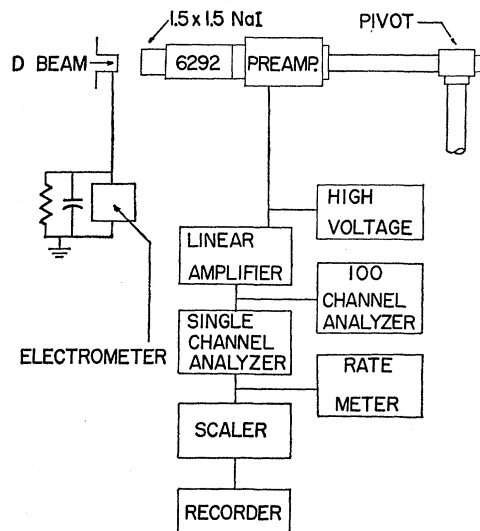 1.5 x 1.5 NaI
PIVOT
D BEAM
6292
PREAMP.
HIGH
VOLTAGE
LINEAR
AMPLIFIER
100
CHANNEL
ANALYZER
SINGLE
CHANNEL
ANALYZER
ELECTROMETER
RATE
METER
SCALER
RECORDER